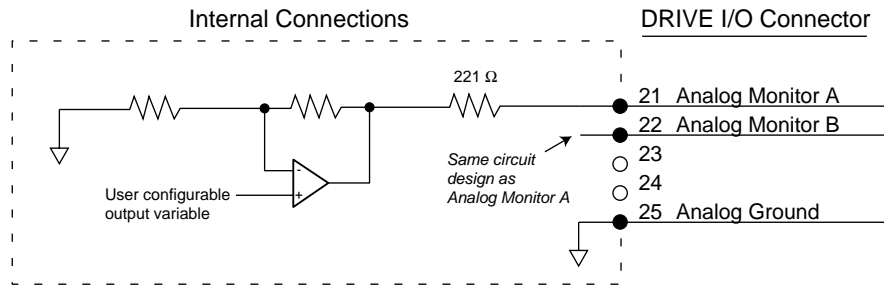 Internal Connections
DRIVE I/O Connector
221 Ω
21 Analog Monitor A
22 Analog Monitor B
23
24
25 Analog Ground
Same circuit
design as
Analog Monitor A
-
+
User configurable
output variable